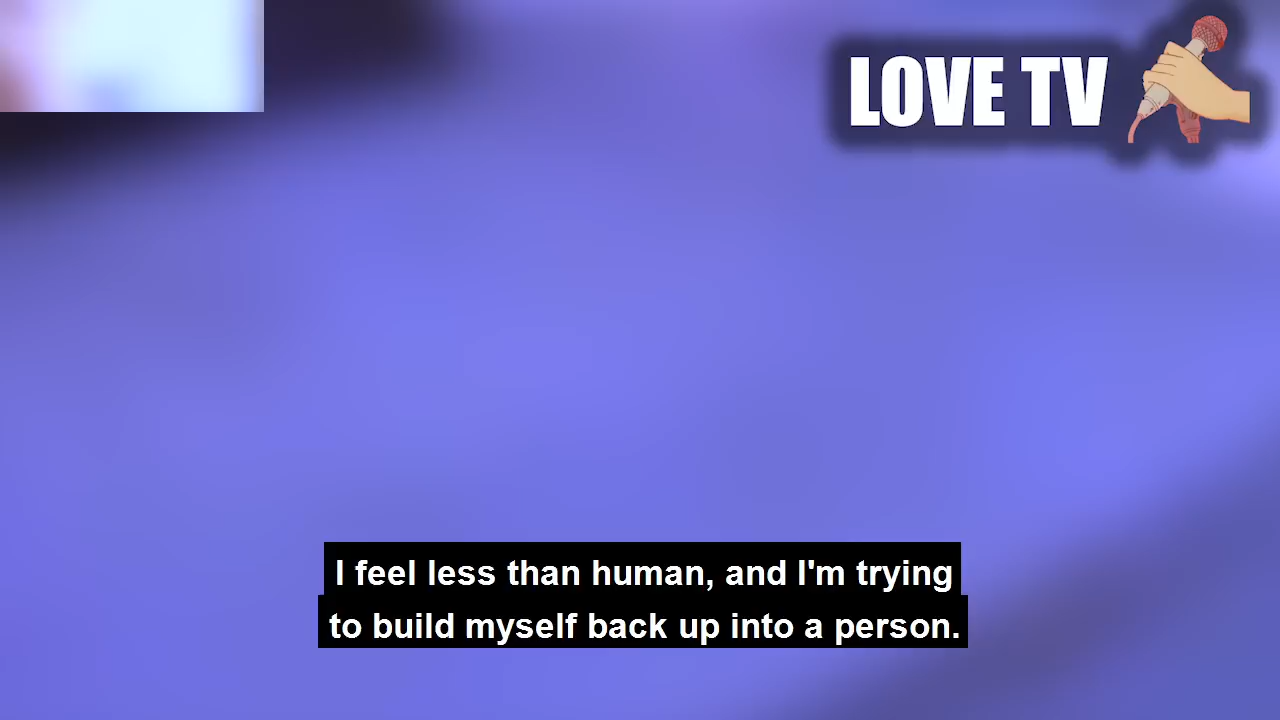 LOVE TV
I feel less than human, and I'm trying
to build myself back up into a person.